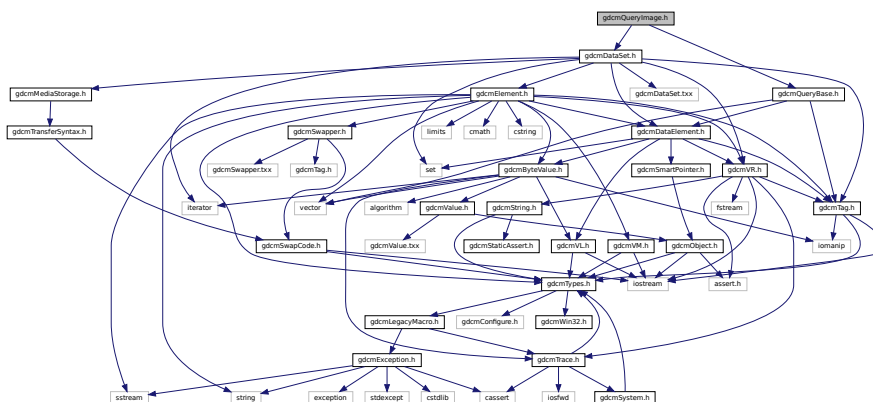 gdcmQueryImage.h
gdcmDataSet.h
gdcmMediaStorage.h
gdcmElement.h
gdcmDataSet.txx
gdcmQueryBase.h
gdcmTransferSyntax.h
gdcmSwapper.h
limits
cmath
cstring
gdcmDataElement.h
gdcmSwapper.txx
gdcmTag.h
set
gdcmByteValue.h
gdcmSmartPointer.h
gdcmVR.h
iterator
vector
algorithm
gdcmValue.h
gdcmString.h
fstream
gdcmTag.h
gdcmSwapCode.h
gdcmValue.txx
gdcmStaticAssert.h
gdcmVL.h
gdcmVM.h
gdcmObject.h
iomanip
gdcmTypes.h
iostream
assert.h
gdcmLegacyMacro.h
gdcmConfigure.h
gdcmWin32.h
gdcmException.h
gdcmTrace.h
sstream
string
exception
stdexcept
cstdlib
cassert
iosfwd
gdcmSystem.h